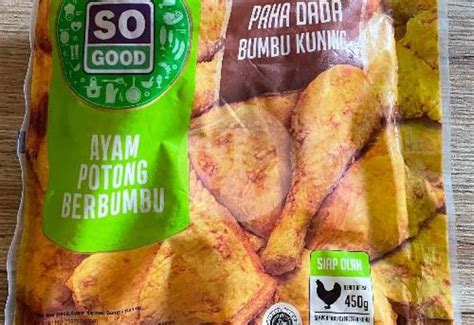 SO
GOOD
PAHA DADA
BUMBU KUNING
AYAM
POTONG
BERBUMBU
SIAP OLAH
450g